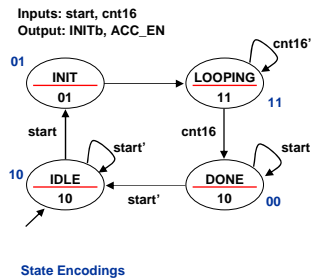 Inputs: start, cnt16
Output: INITb, ACC_EN
cnt16'
01
INIT
01
LOOPING
11
11
start
cnt16
start'
start
10
IDLE
10
start'
DONE
10
00
State Encodings